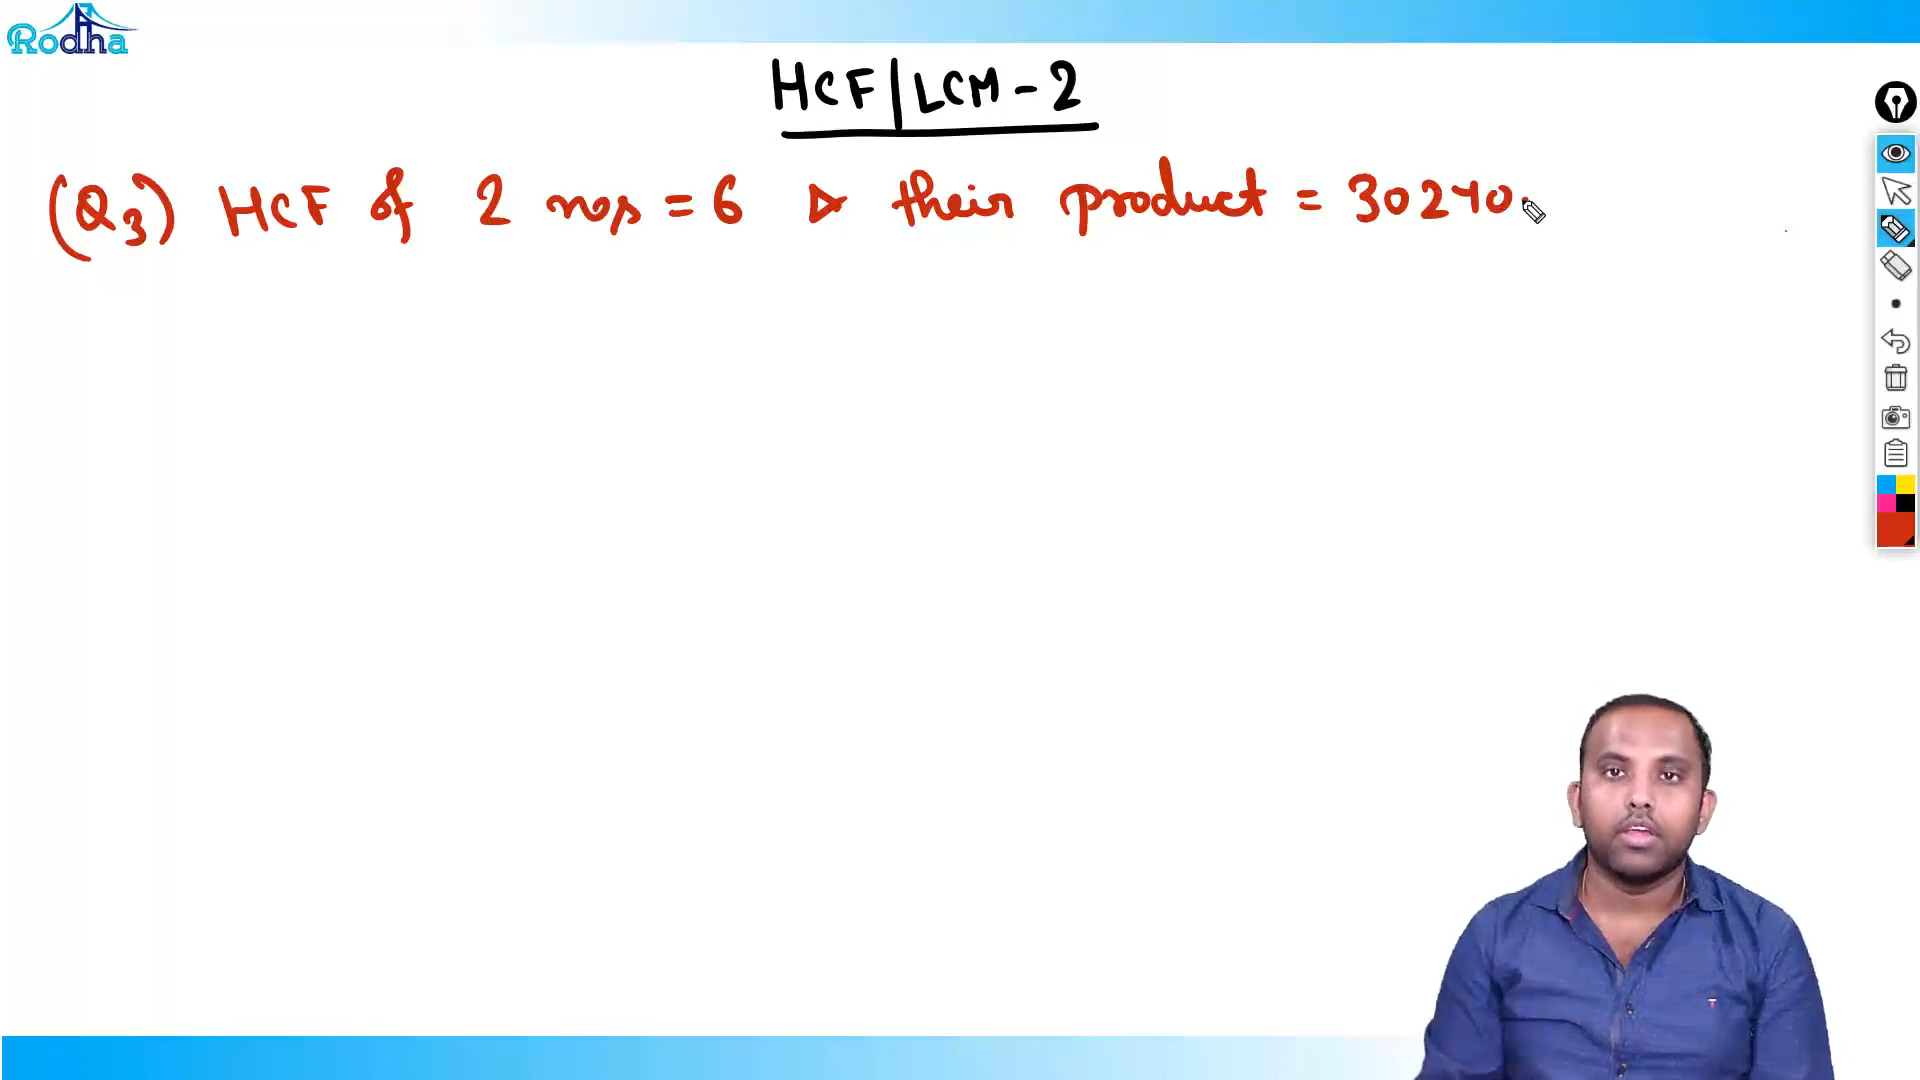 Rodha
HCF/LCM-2
(Q3) HCF of 2 nos = 6 & their product = 30240.